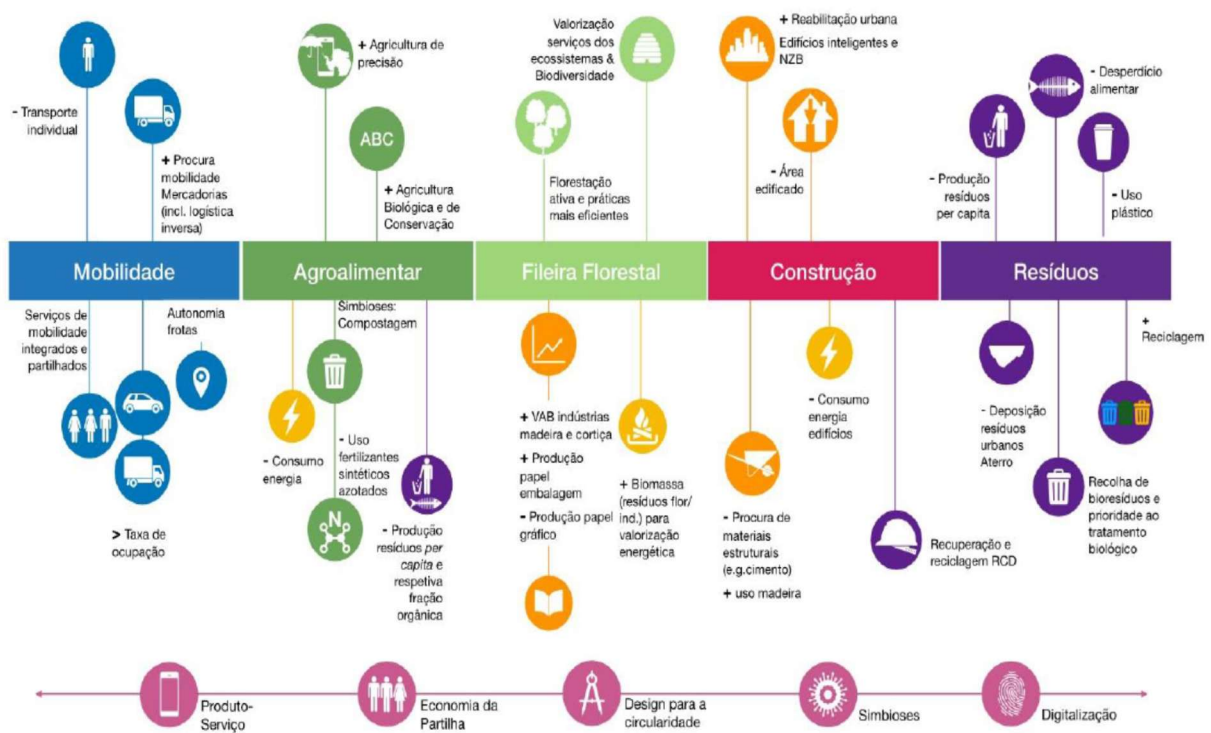 - Transporte
individual
+ Procura
mobilidade
Mercadorias
(incl. logística
inversa)
+ Agricultura de
precisão
ABC
+ Agricultura
Biológica e de
Conservação
Valorização
serviços dos
ecossistemas &
Biodiversidade
Florestação
ativa e práticas
mais eficientes
+ Reabilitação urbana
Edifícios inteligentes e
NZB
- Área
edificado
- Desperdício
alimentar
- Produção
resíduos
per capita
- Uso
plástico
Mobilidade
Agroalimentar
Fileira Florestal
Construção
Resíduos
Serviços de
mobilidade
integrados e
partilhados
Autonomia
frotas
> Taxa de
ocupação
Simbioses:
Compostagem
- Consumo
energia
- Uso
fertilizantes
sintéticos
azotados
N
- Produção
resíduos per
capita e
respetiva
fração
orgânica
+ VAB indústrias
madeira e cortiça
+ Produção
papel
embalagem
- Produção papel
gráfico
+ Biomassa
(resíduos flor/
ind.) para
valorização
energética
- Consumo
energia
edifícios
- Procura de
materiais
estruturais
(e.g.cimento)
+ uso madeira
Recuperação e
reciclagem RCD
- Deposição
resíduos
urbanos
Aterro
+
Reciclagem
Recolha de
bioresíduos e
prioridade ao
tratamento
biológico
Produto-
Serviço
Economia da
Partilha
Design para a
circularidade
Simbioses
Digitalização